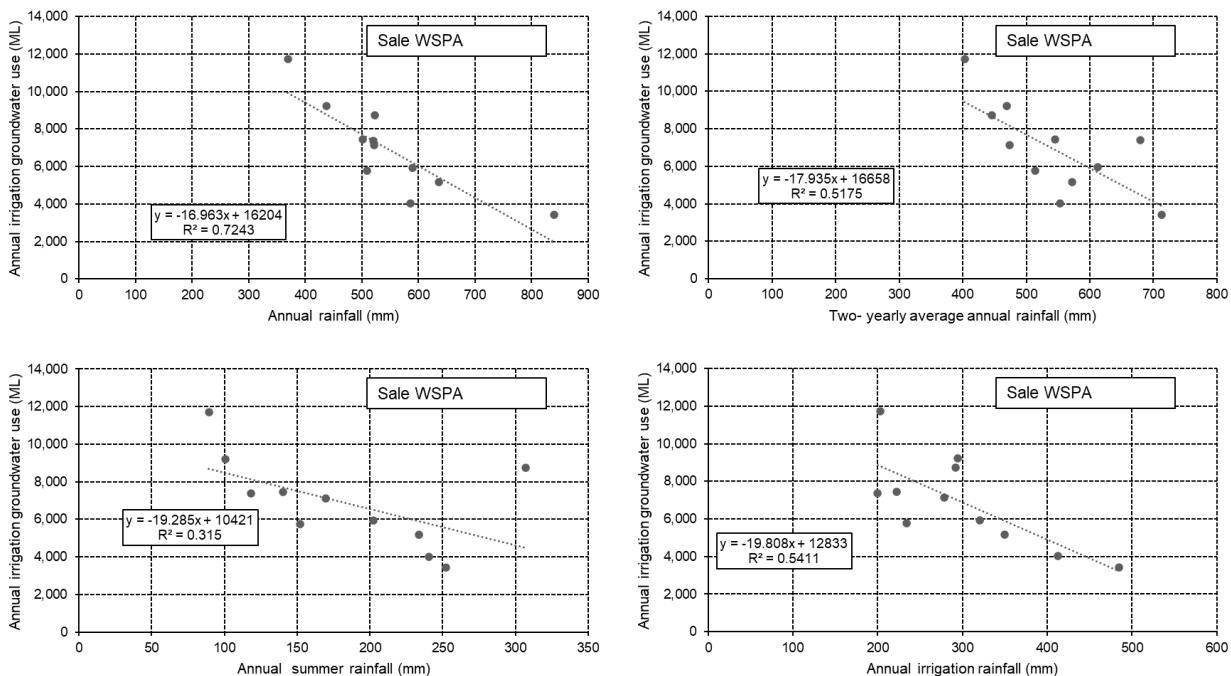 Annual irrigation groundwater use (ML)
14,000
12,000
10,000
8,000
6,000
4,000
2,000
0
Sale WSPA
y = -16.963x + 16204
R² = 0.7243
0 100 200 300 400 500 600 700 800 900
Annual rainfall (mm)
Annual irrigation groundwater use (ML)
14,000
12,000
10,000
8,000
6,000
4,000
2,000
0
Sale WSPA
y = -17.935x + 16658
R² = 0.5175
0 100 200 300 400 500 600 700 800
Two- yearly average annual rainfall (mm)
Annual irrigation groundwater use (ML)
14,000
12,000
10,000
8,000
6,000
4,000
2,000
0
Sale WSPA
y = -19.285x + 10421
R² = 0.315
0 50 100 150 200 250 300 350
Annual summer rainfall (mm)
Annual irrigation groundwater use (ML)
14,000
12,000
10,000
8,000
6,000
4,000
2,000
0
Sale WSPA
y = -19.808x + 12833
R² = 0.5411
0 100 200 300 400 500 600
Annual irrigation rainfall (mm)